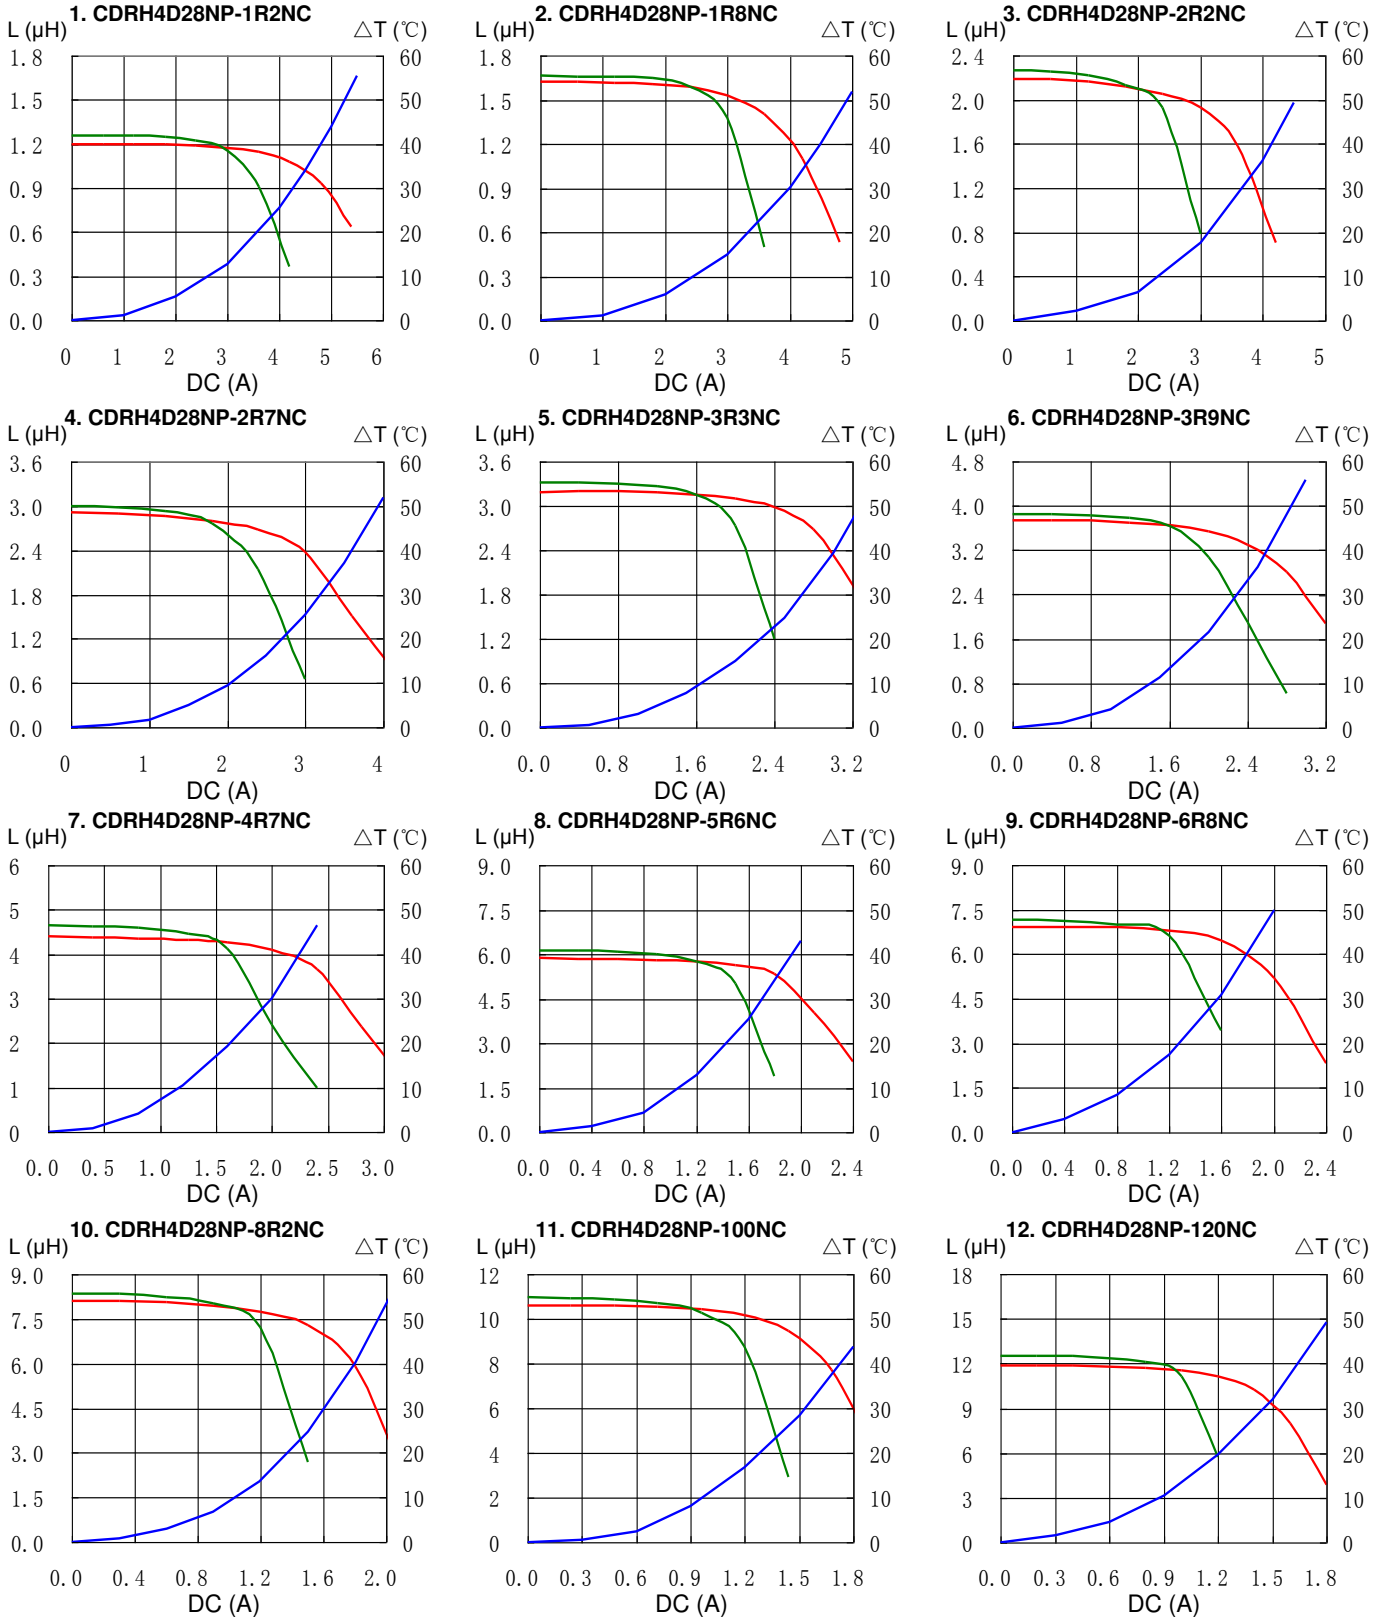 1. CDRH4D28NP-1R2NC
L (μH)
△T (℃)
1.8
1.5
1.2
0.9
0.6
0.3
0.0
60
50
40
30
20
10
0
0 1 2 3 4 5 6
DC (A)
2. CDRH4D28NP-1R8NC
L (μH)
△T (℃)
1.8
1.5
1.2
0.9
0.6
0.3
0.0
60
50
40
30
20
10
0
0 1 2 3 4 5
DC (A)
3. CDRH4D28NP-2R2NC
L (μH)
△T (℃)
2.4
2.0
1.6
1.2
0.8
0.4
0.0
60
50
40
30
20
10
0
0 1 2 3 4 5
DC (A)
4. CDRH4D28NP-2R7NC
L (μH)
△T (℃)
3.6
3.0
2.4
1.8
1.2
0.6
0.0
60
50
40
30
20
10
0
0 1 2 3 4
DC (A)
5. CDRH4D28NP-3R3NC
L (μH)
△T (℃)
3.6
3.0
2.4
1.8
1.2
0.6
0.0
60
50
40
30
20
10
0
0.0 0.8 1.6 2.4 3.2
DC (A)
6. CDRH4D28NP-3R9NC
L (μH)
△T (℃)
4.8
4.0
3.2
2.4
1.6
0.8
0.0
60
50
40
30
20
10
0
0.0 0.8 1.6 2.4 3.2
DC (A)
7. CDRH4D28NP-4R7NC
L (μH)
△T (℃)
6
5
4
3
2
1
0
60
50
40
30
20
10
0
0.0 0.5 1.0 1.5 2.0 2.5 3.0
DC (A)
8. CDRH4D28NP-5R6NC
L (μH)
△T (℃)
9.0
7.5
6.0
4.5
3.0
1.5
0.0
60
50
40
30
20
10
0
0.0 0.4 0.8 1.2 1.6 2.0 2.4
DC (A)
9. CDRH4D28NP-6R8NC
L (μH)
△T (℃)
9.0
7.5
6.0
4.5
3.0
1.5
0.0
60
50
40
30
20
10
0
0.0 0.4 0.8 1.2 1.6 2.0 2.4
DC (A)
10. CDRH4D28NP-8R2NC
L (μH)
△T (℃)
9.0
7.5
6.0
4.5
3.0
1.5
0.0
60
50
40
30
20
10
0
0.0 0.4 0.8 1.2 1.6 2.0
DC (A)
11. CDRH4D28NP-100NC
L (μH)
△T (℃)
12
10
8
6
4
2
0
60
50
40
30
20
10
0
0.0 0.3 0.6 0.9 1.2 1.5 1.8
DC (A)
12. CDRH4D28NP-120NC
L (μH)
△T (℃)
18
15
12
9
6
3
0
60
50
40
30
20
10
0
0.0 0.3 0.6 0.9 1.2 1.5 1.8
DC (A)